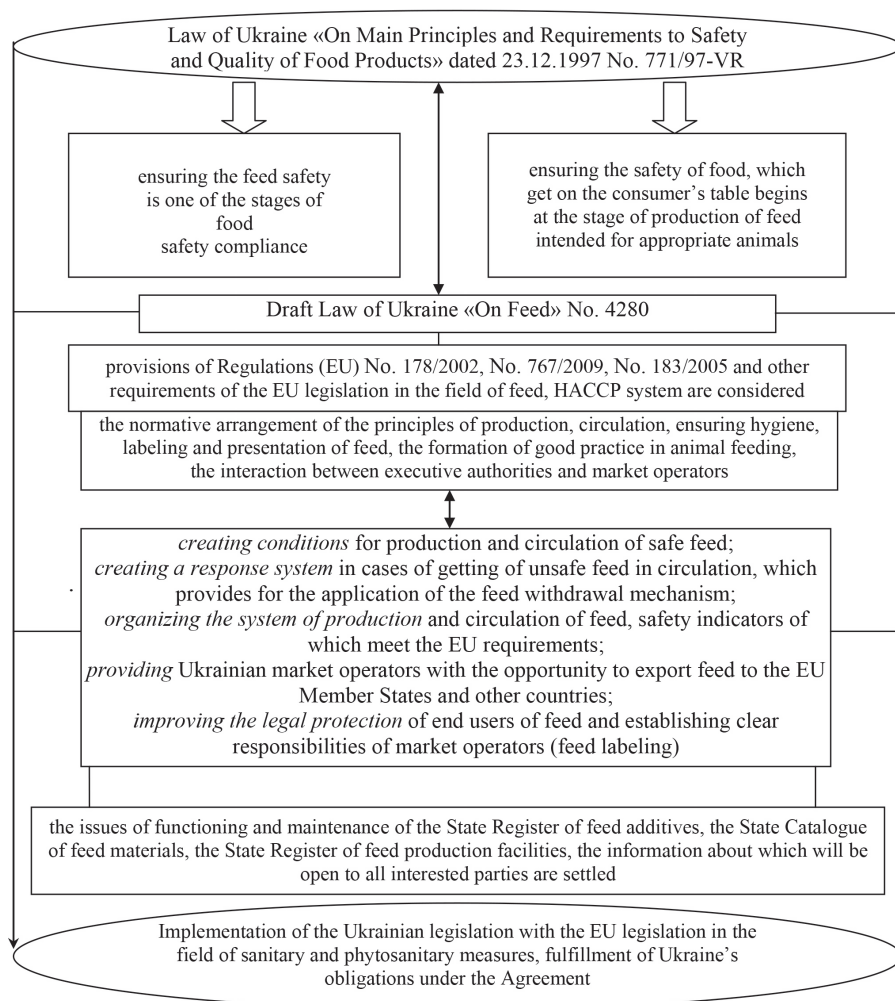 Law of Ukraine «On Main Principles and Requirements to Safety
and Quality of Food Products» dated 23.12.1997 No. 771/97-VR
ensuring the feed safety
is one of the stages of
food
safety compliance
ensuring the safety of food, which
get on the consumer’s table begins
at the stage of production of feed
intended for appropriate animals
Draft Law of Ukraine «On Feed» No. 4280
provisions of Regulations (EU) No. 178/2002, No. 767/2009, No. 183/2005 and other
requirements of the EU legislation in the field of feed, HACCP system are considered
the normative arrangement of the principles of production, circulation, ensuring hygiene,
labeling and presentation of feed, the formation of good practice in animal feeding,
the interaction between executive authorities and market operators
creating conditions for production and circulation of safe feed;
creating a response system in cases of getting of unsafe feed in circulation, which
provides for the application of the feed withdrawal mechanism;
organizing the system of production and circulation of feed, safety indicators of
which meet the EU requirements;
providing Ukrainian market operators with the opportunity to export feed to the EU
Member States and other countries;
improving the legal protection of end users of feed and establishing clear
responsibilities of market operators (feed labeling)
the issues of functioning and maintenance of the State Register of feed additives, the State Catalogue
of feed materials, the State Register of feed production facilities, the information about which will be
open to all interested parties are settled
Implementation of the Ukrainian legislation with the EU legislation in the
field of sanitary and phytosanitary measures, fulfillment of Ukraine’s
obligations under the Agreement